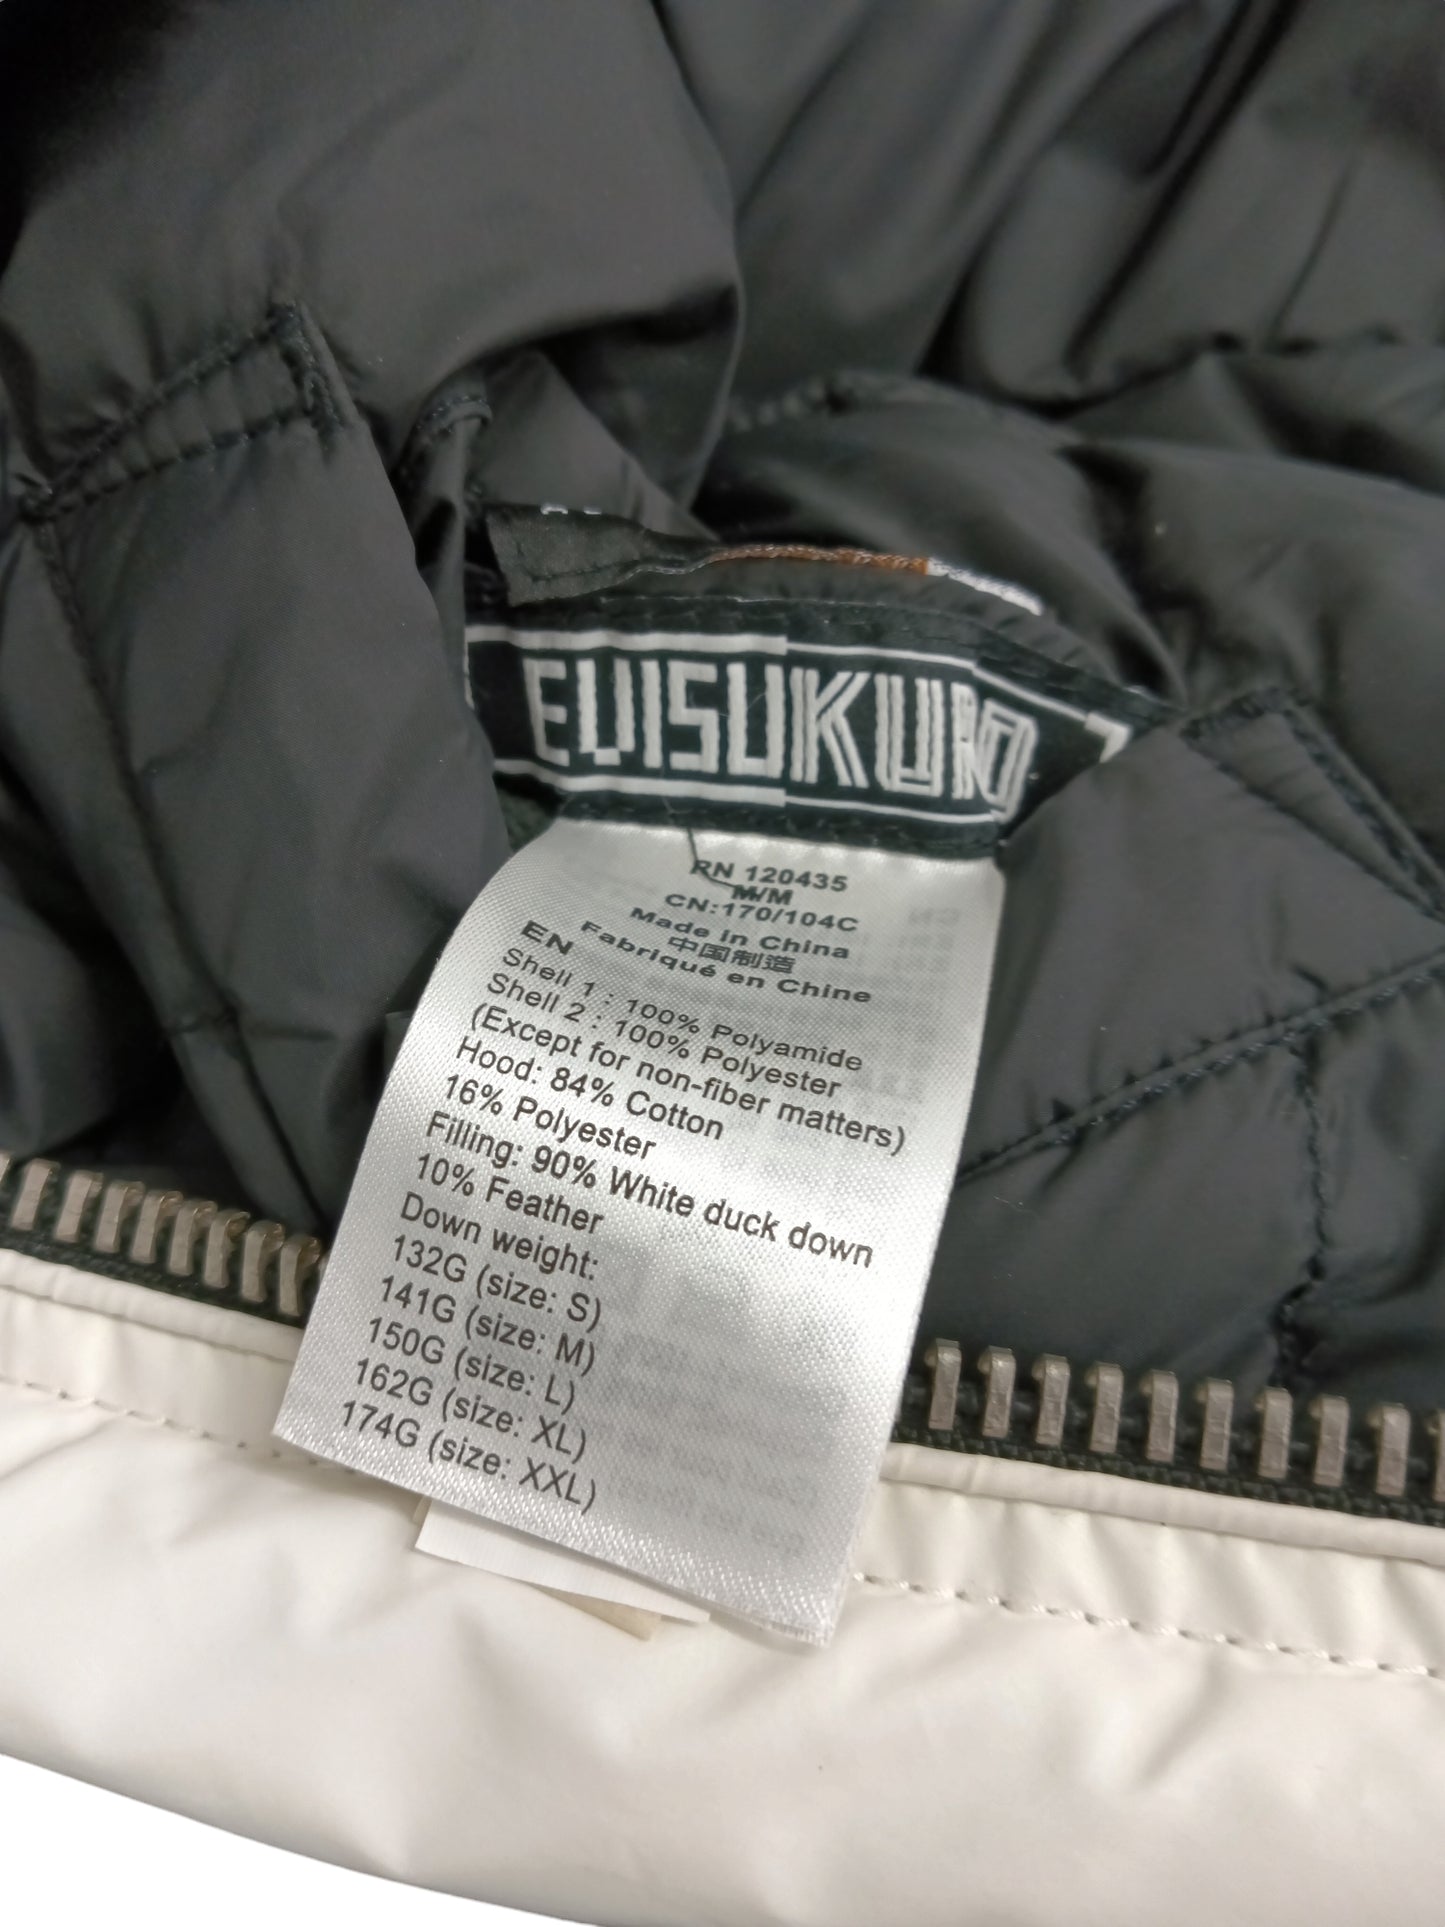 EVISUKURO
RN 120435
M/M
CN:170/104C
Made in China
中国制造
Fabriqué en Chine
EN
Shell 1 : 100% Polyamide
Shell 2 : 100% Polyester
(Except for non-fiber matters)
Hood: 84% Cotton
16% Polyester
Filling: 90% White duck down
10% Feather
Down weight:
132G (size: S)
141G (size: M)
150G (size: L)
162G (size: XL)
174G (size: XXL)